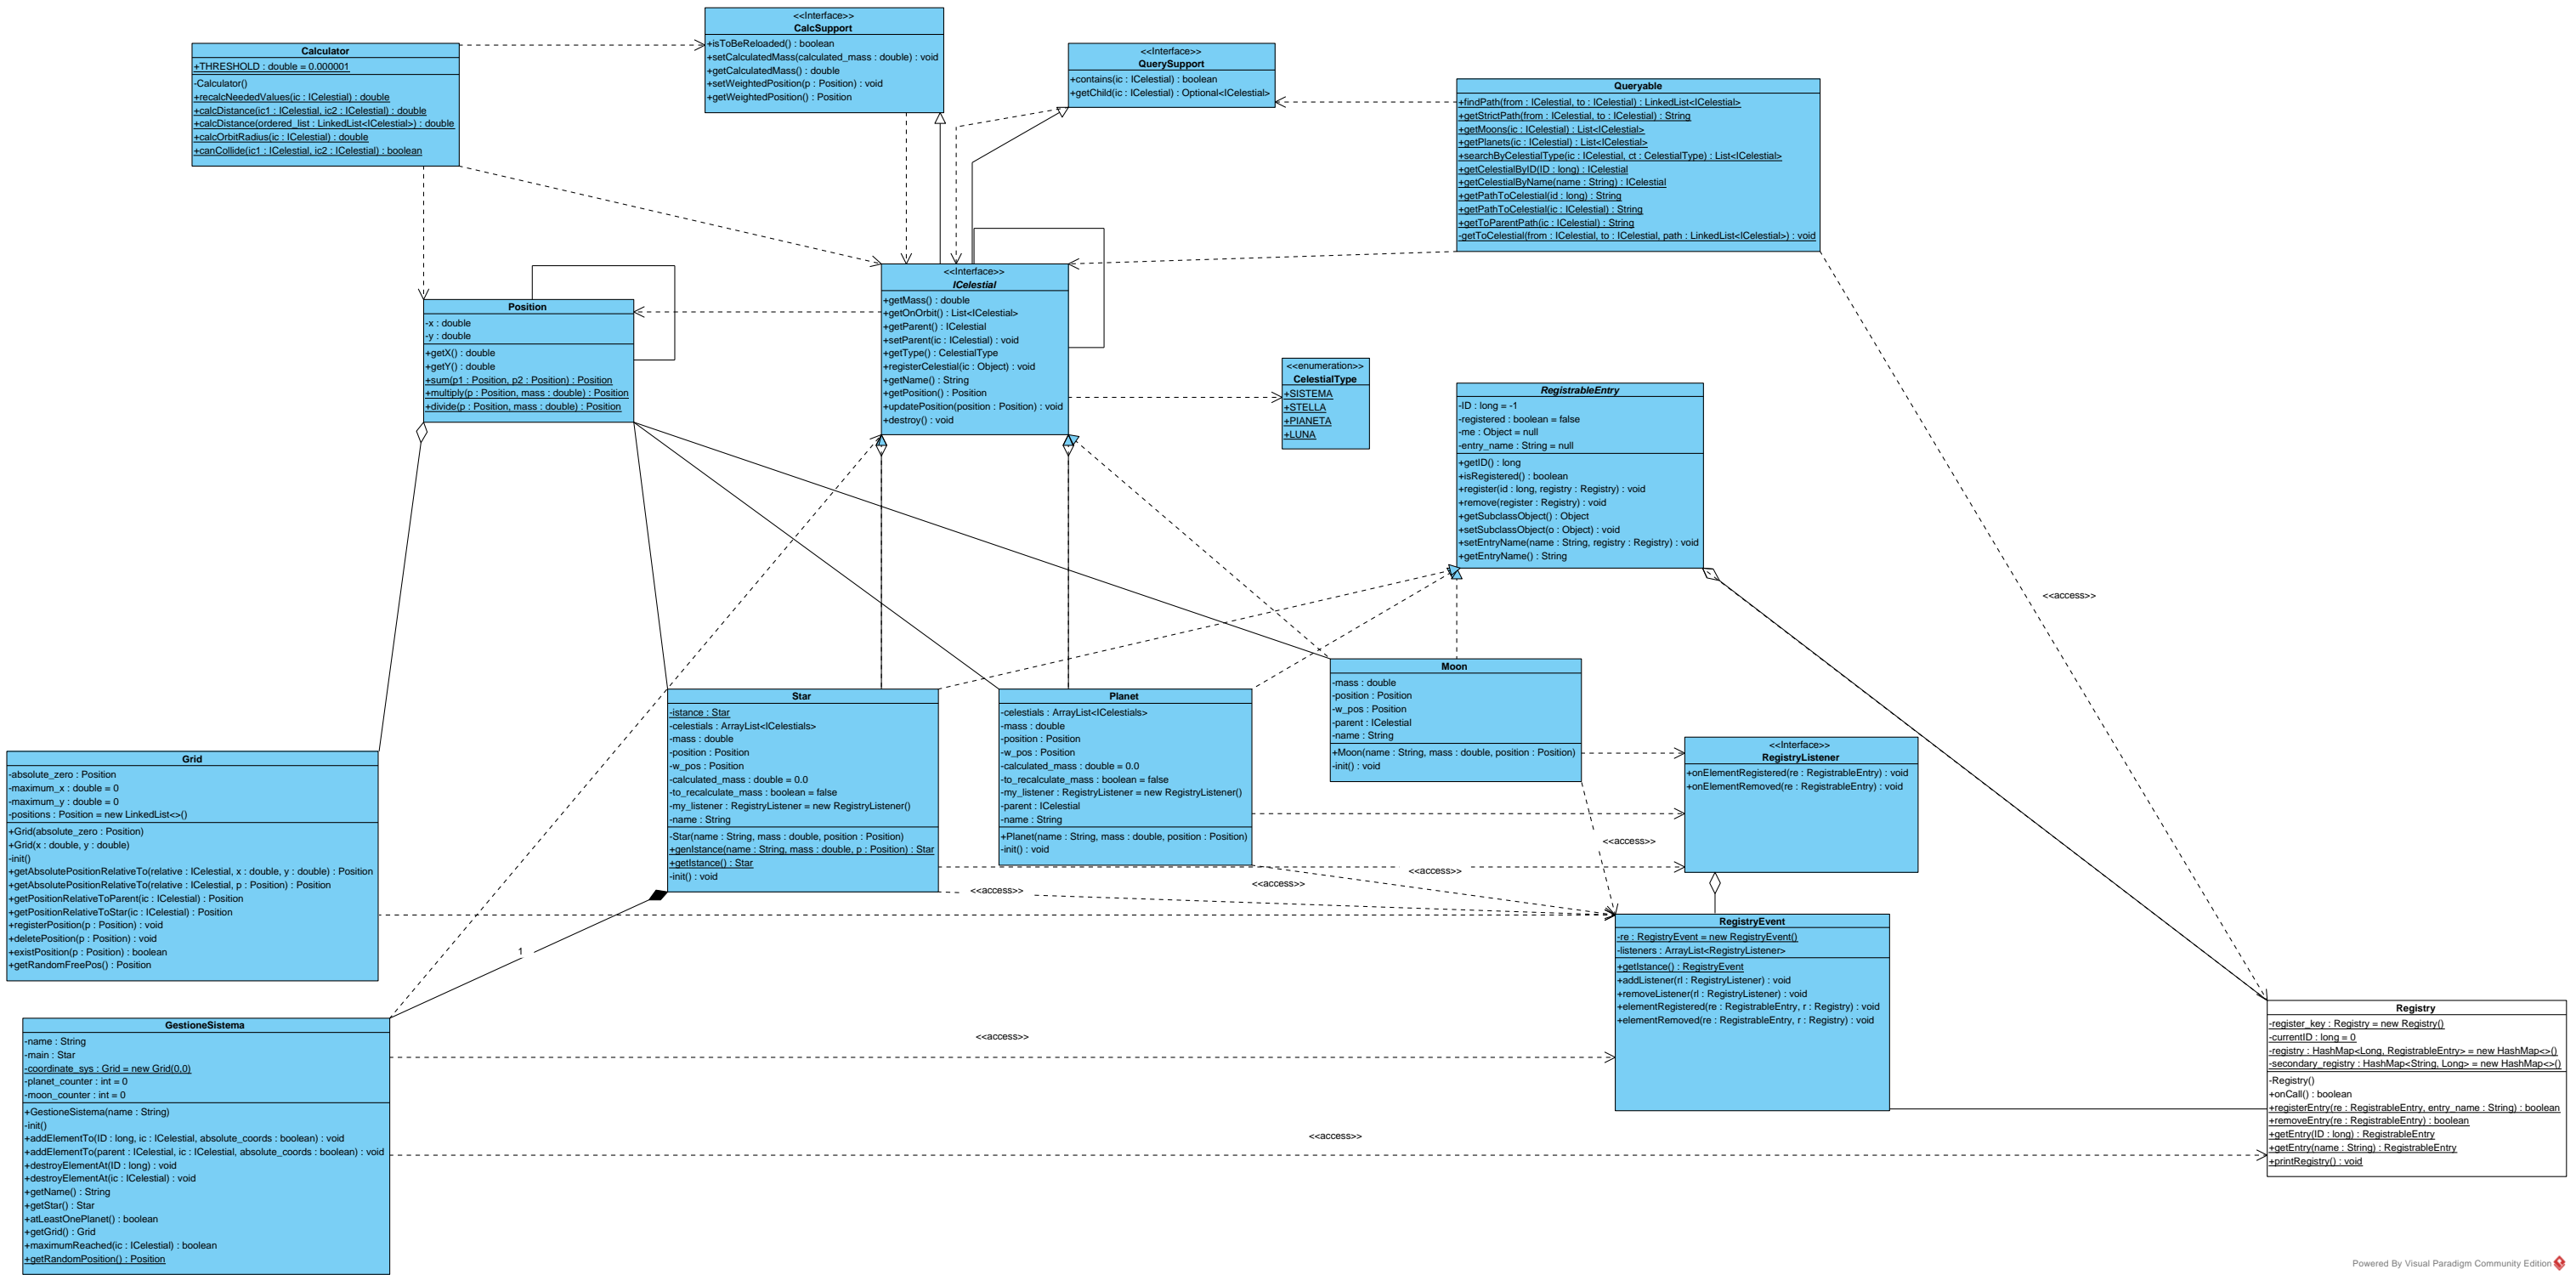 <<Interface>>
CalcSupport
+isToBeReloaded() : boolean
+setCalculatedMass(calculated_mass : double) : void
+getCalculatedMass() : double
+setWeightedPosition(p : Position) : void
+getWeightedPosition() : Position
Calculator
+THRESHOLD : double = 0.000001
-Calculator()
+recalcNeededValues(ic : ICelestial) : double
+calcDistance(ic1 : ICelestial, ic2 : ICelestial) : double
+calcDistance(ordered_list : LinkedList<ICelestial>) : double
+calcOrbitRadius(ic : ICelestial) : double
+canCollide(ic1 : ICelestial, ic2 : ICelestial) : boolean
<<Interface>>
QuerySupport
+contains(ic : ICelestial) : boolean
+getChild(ic : ICelestial) : Optional<ICelestial>
Queryable
+findPath(from : ICelestial, to : ICelestial) : LinkedList<ICelestial>
+getStrictPath(from : ICelestial, to : ICelestial) : String
+getMoons(ic : ICelestial) : List<ICelestial>
+getPlanets(ic : ICelestial) : List<ICelestial>
+searchByCelestialType(ic : ICelestial, ct : CelestialType) : List<ICelestial>
+getCelestialByID(ID : long) : ICelestial
+getCelestialByName(name : String) : ICelestial
+getPathToCelestial(id : long) : String
+getPathToCelestial(ic : ICelestial) : String
+getToParentPath(ic : ICelestial) : String
-getToCelestial(from : ICelestial, to : ICelestial, path : LinkedList<ICelestial>) : void
<<Interface>>
ICelestial
+getMass() : double
+getOnOrbit() : List<ICelestial>
+getParent() : ICelestial
+setParent(ic : ICelestial) : void
+getType() : CelestialType
+registerCelestial(ic : Object) : void
+getName() : String
+getPosition() : Position
+updatePosition(position : Position) : void
+destroy() : void
Position
-x : double
-y : double
+getX() : double
+getY() : double
+sum(p1 : Position, p2 : Position) : Position
+multiply(p : Position, mass : double) : Position
+divide(p : Position, mass : double) : Position
<<enumeration>>
CelestialType
+SISTEMA
+STELLA
+PIANETA
+LUNA
RegistrableEntry
-ID : long = -1
-registered : boolean = false
-me : Object = null
-entry_name : String = null
+getID() : long
+isRegistered() : boolean
+register(id : long, registry : Registry) : void
+remove(register : Registry) : void
+getSubclassObject() : Object
+setSubclassObject(o : Object) : void
+setEntryName(name : String, registry : Registry) : void
+getEntryName() : String
<<access>>
Moon
-mass : double
-position : Position
-w_pos : Position
-parent : ICelestial
-name : String
+Moon(name : String, mass : double, position : Position)
-init() : void
Star
-istance : Star
-celestials : ArrayList<ICelestials>
-mass : double
-position : Position
-w_pos : Position
-calculated_mass : double = 0.0
-to_recalculate_mass : boolean = false
-my_listener : RegistryListener = new RegistryListener()
-name : String
-Star(name : String, mass : double, position : Position)
+genIstance(name : String, mass : double, p : Position) : Star
+getIstance() : Star
-init() : void
Planet
-celestials : ArrayList<ICelestials>
-mass : double
-position : Position
-w_pos : Position
-calculated_mass : double = 0.0
-to_recalculate_mass : boolean = false
-my_listener : RegistryListener = new RegistryListener()
-parent : ICelestial
-name : String
+Planet(name : String, mass : double, position : Position)
-init() : void
<<Interface>>
RegistryListener
+onElementRegistered(re : RegistrableEntry) : void
+onElementRemoved(re : RegistrableEntry) : void
Grid
-absolute_zero : Position
-maximum_x : double = 0
-maximum_y : double = 0
-positions : Position = new LinkedList<>()
+Grid(absolute_zero : Position)
+Grid(x : double, y : double)
-init()
+getAbsolutePositionRelativeTo(relative : ICelestial, x : double, y : double) : Position
+getAbsolutePositionRelativeTo(relative : ICelestial, p : Position) : Position
+getPositionRelativeToParent(ic : ICelestial) : Position
+getPositionRelativeToStar(ic : ICelestial) : Position
+registerPosition(p : Position) : void
+deletePosition(p : Position) : void
+existPosition(p : Position) : boolean
+getRandomFreePos() : Position
<<access>>
<<access>>
<<access>>
<<access>>
1
RegistryEvent
-re : RegistryEvent = new RegistryEvent()
-listeners : ArrayList<RegistryListener>
+getIstance() : RegistryEvent
+addListener(rl : RegistryListener) : void
+removeListener(rl : RegistryListener) : void
+elementRegistered(re : RegistrableEntry, r : Registry) : void
+elementRemoved(re : RegistrableEntry, r : Registry) : void
Registry
-register_key : Registry = new Registry()
-currentID : long = 0
-registry : HashMap<Long, RegistrableEntry> = new HashMap<>()
-secondary_registry : HashMap<String, Long> = new HashMap<>()
-Registry()
+onCall() : boolean
+registerEntry(re : RegistrableEntry, entry_name : String) : boolean
+removeEntry(re : RegistrableEntry) : boolean
+getEntry(ID : long) : RegistrableEntry
+getEntry(name : String) : RegistrableEntry
+printRegistry() : void
GestioneSistema
-name : String
-main : Star
-coordinate_sys : Grid = new Grid(0,0)
-planet_counter : int = 0
-moon_counter : int = 0
+GestioneSistema(name : String)
-init()
+addElementTo(ID : long, ic : ICelestial, absolute_coords : boolean) : void
+addElementTo(parent : ICelestial, ic : ICelestial, absolute_coords : boolean) : void
+destroyElementAt(ID : long) : void
+destroyElementAt(ic : ICelestial) : void
+getName() : String
+getStar() : Star
+atLeastOnePlanet() : boolean
+getGrid() : Grid
+maximumReached(ic : ICelestial) : boolean
+getRandomPosition() : Position
<<access>>
<<access>>
Powered By Visual Paradigm Community Edition